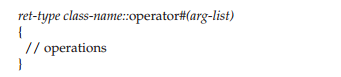 ret-type class-name::operator#(arg-list)
{
// operations
}